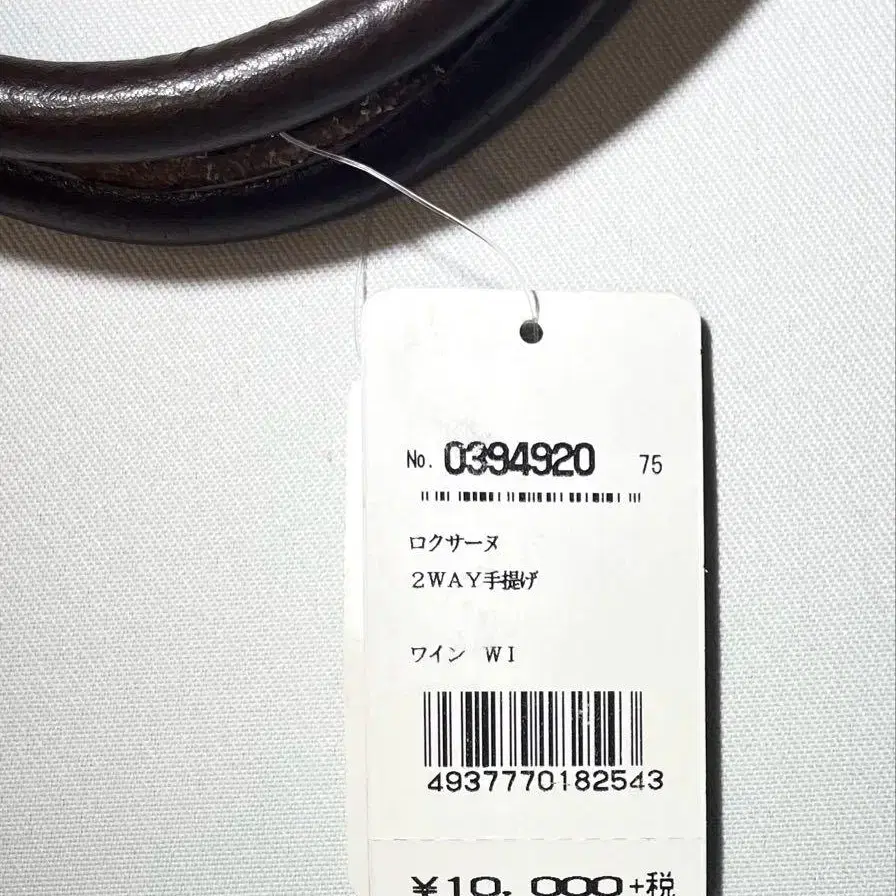 No. 0394920 75
ロクサーヌ
２ＷＡＹ手提げ
ワイン ＷＩ
4937770182543
¥10,000+税